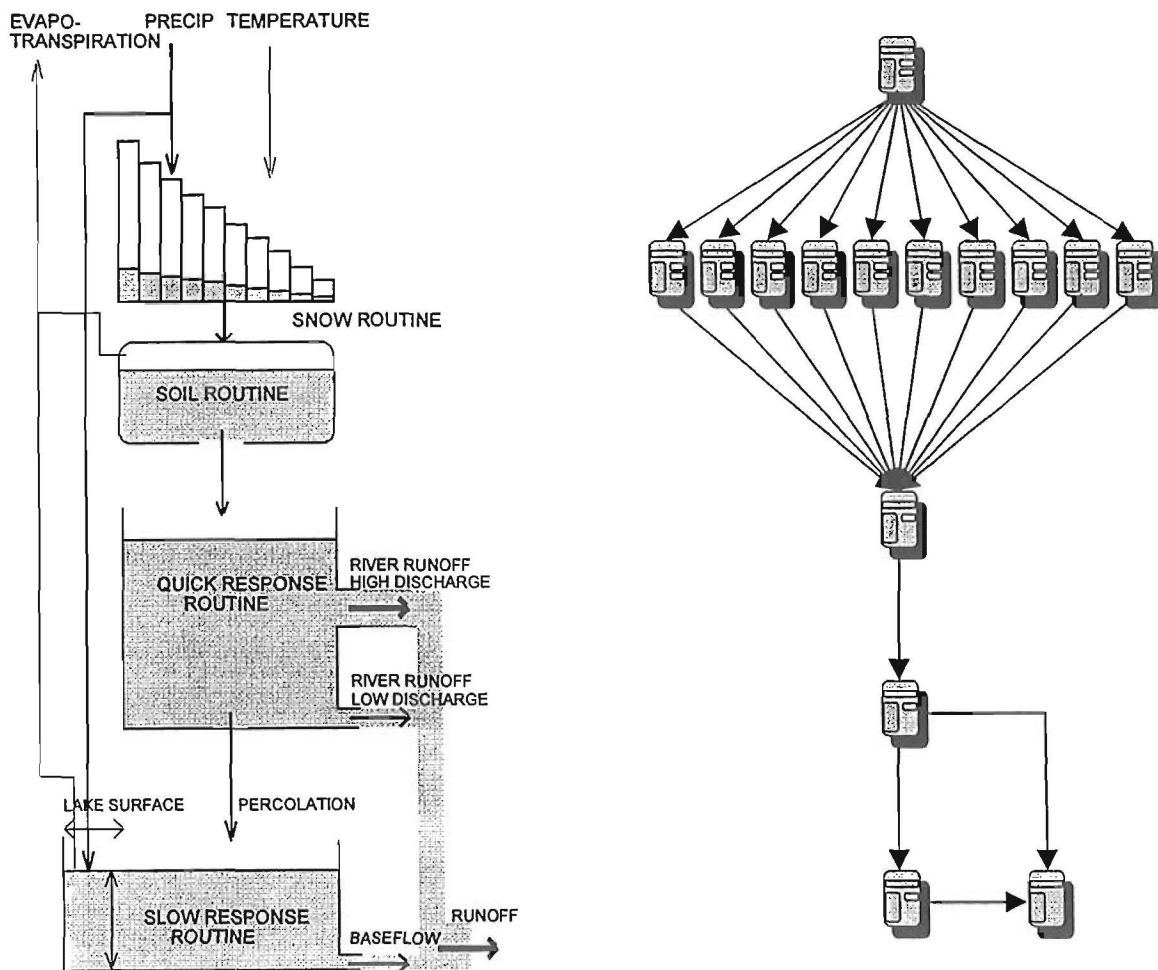 EVAPO-
TRANSPIRATION
PRECIP
TEMPERATURE
SNOW ROUTINE
SOIL ROUTINE
QUICK RESPONSE
ROUTINE
RIVER RUNOFF
HIGH DISCHARGE
RIVER RUNOFF
LOW DISCHARGE
LAKE SURFACE
PERCOLATION
SLOW RESPONSE
ROUTINE
BASEFLOW
RUNOFF